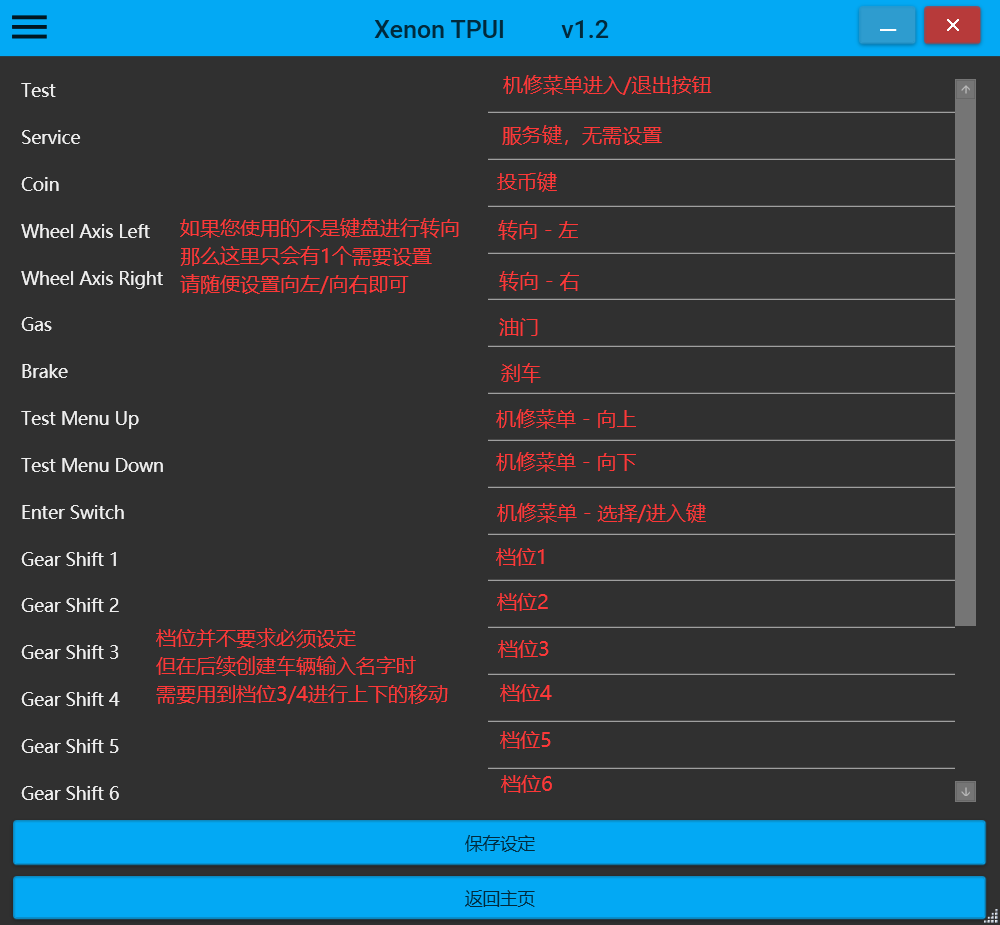 Xenon TPUI v1.2
Test 机修菜单进入/退出按钮
Service 服务键，无需设置
Coin 投币键
Wheel Axis Left 转向 - 左
如果您使用的不是键盘进行转向
那么这里只会有1个需要设置
请随便设置向左/向右即可
Wheel Axis Right 转向 - 右
Gas 油门
Brake 刹车
Test Menu Up 机修菜单 - 向上
Test Menu Down 机修菜单 - 向下
Enter Switch 机修菜单 - 选择/进入键
Gear Shift 1 档位1
Gear Shift 2 档位2
Gear Shift 3 档位3
档位并不要求必须设定
但在后续创建车辆输入名字时
需要用到档位3/4进行上下的移动
Gear Shift 4 档位4
Gear Shift 5 档位5
Gear Shift 6 档位6
保存设定
返回主页